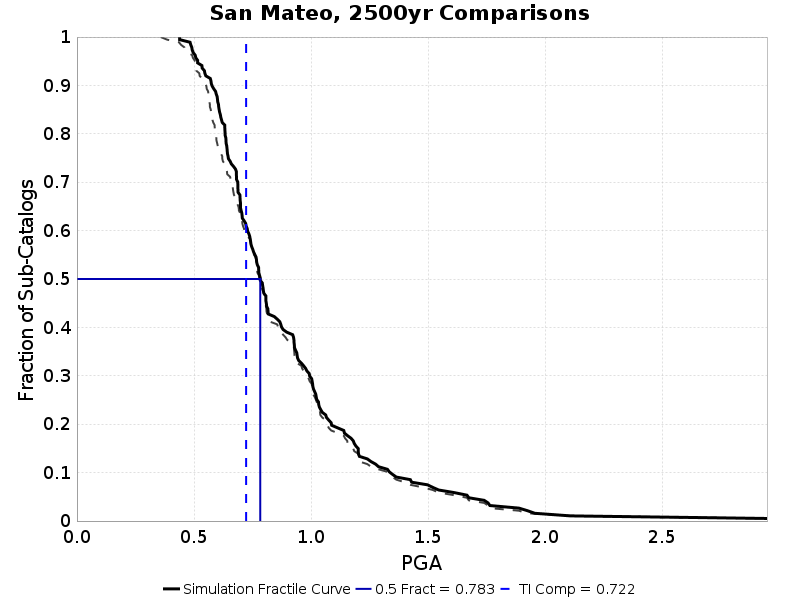 San Mateo, 2500yr Comparisons
1
0.9
0.8
0.7
0.6
0.5
0.4
0.3
0.2
0.1
0
Fraction of Sub-Catalogs
0.0 0.5 1.0 1.5 2.0 2.5
PGA
Simulation Fractile Curve 0.5 Fract = 0.783 TI Comp = 0.722